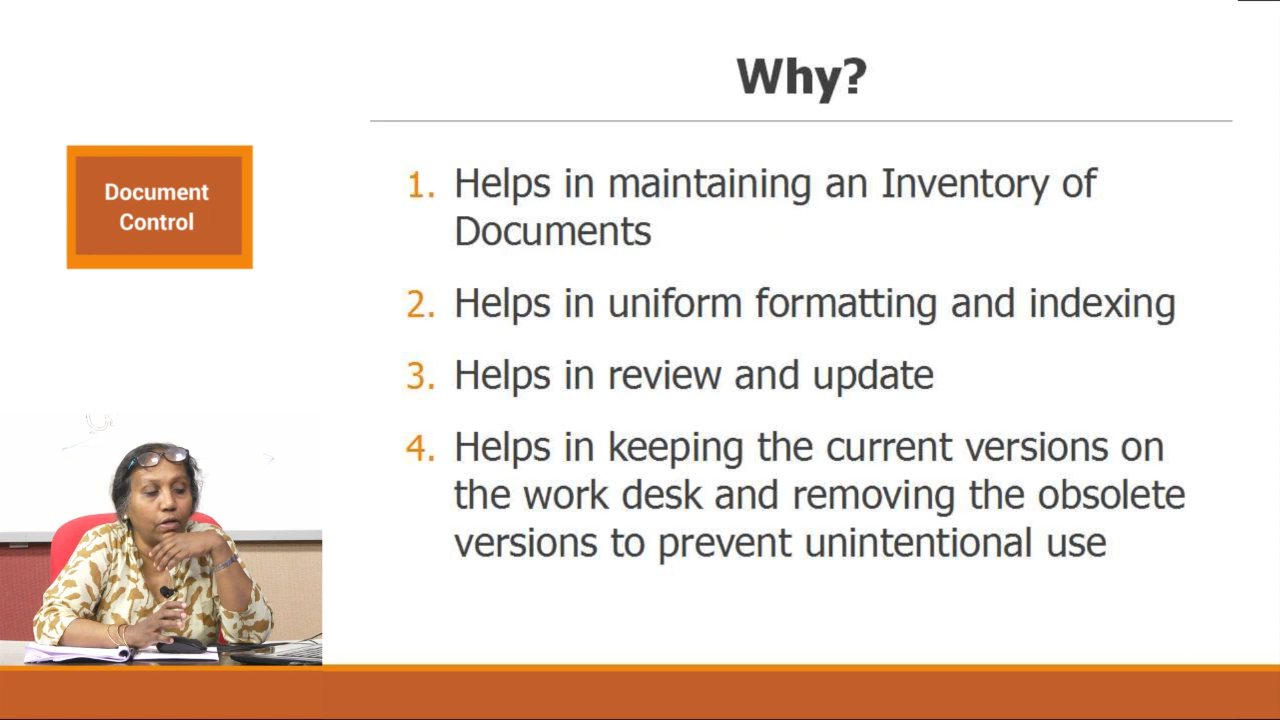 Why?
Document
Control
1. Helps in maintaining an Inventory of
Documents
2. Helps in uniform formatting and indexing
3. Helps in review and update
4. Helps in keeping the current versions on
the work desk and removing the obsolete
versions to prevent unintentional use